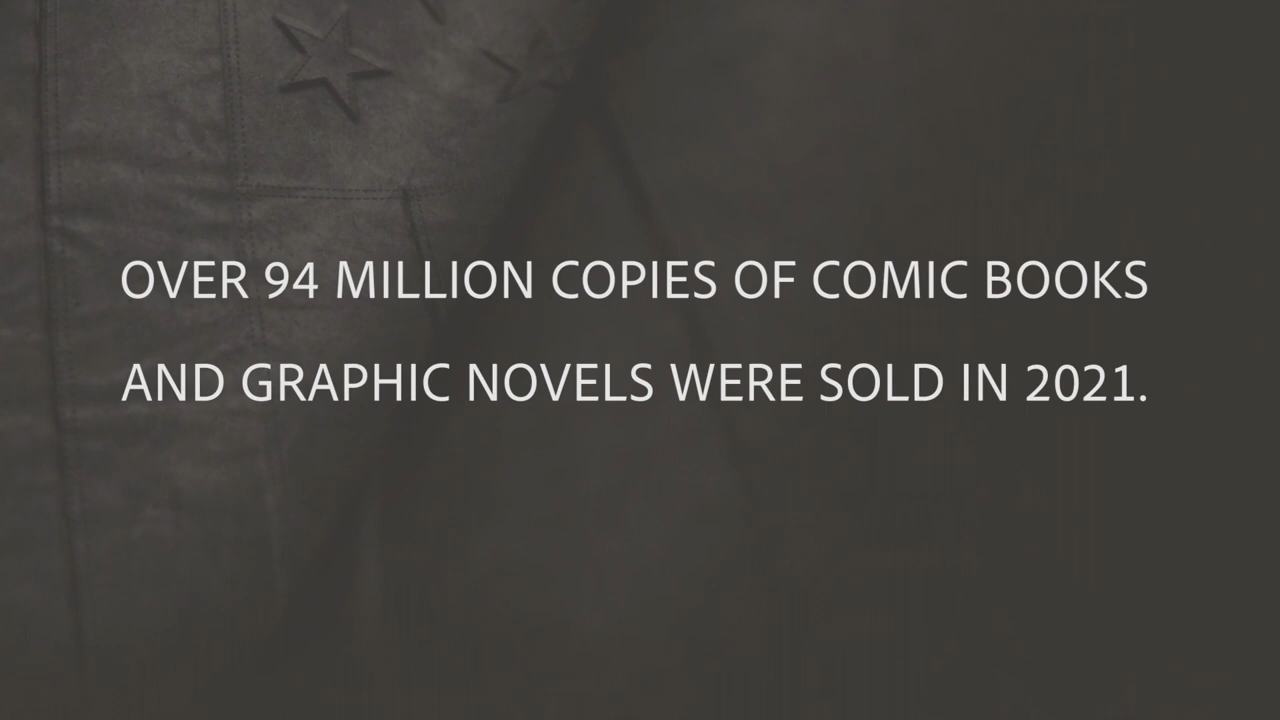 OVER 94 MILLION COPIES OF COMIC BOOKS
AND GRAPHIC NOVELS WERE SOLD IN 2021.